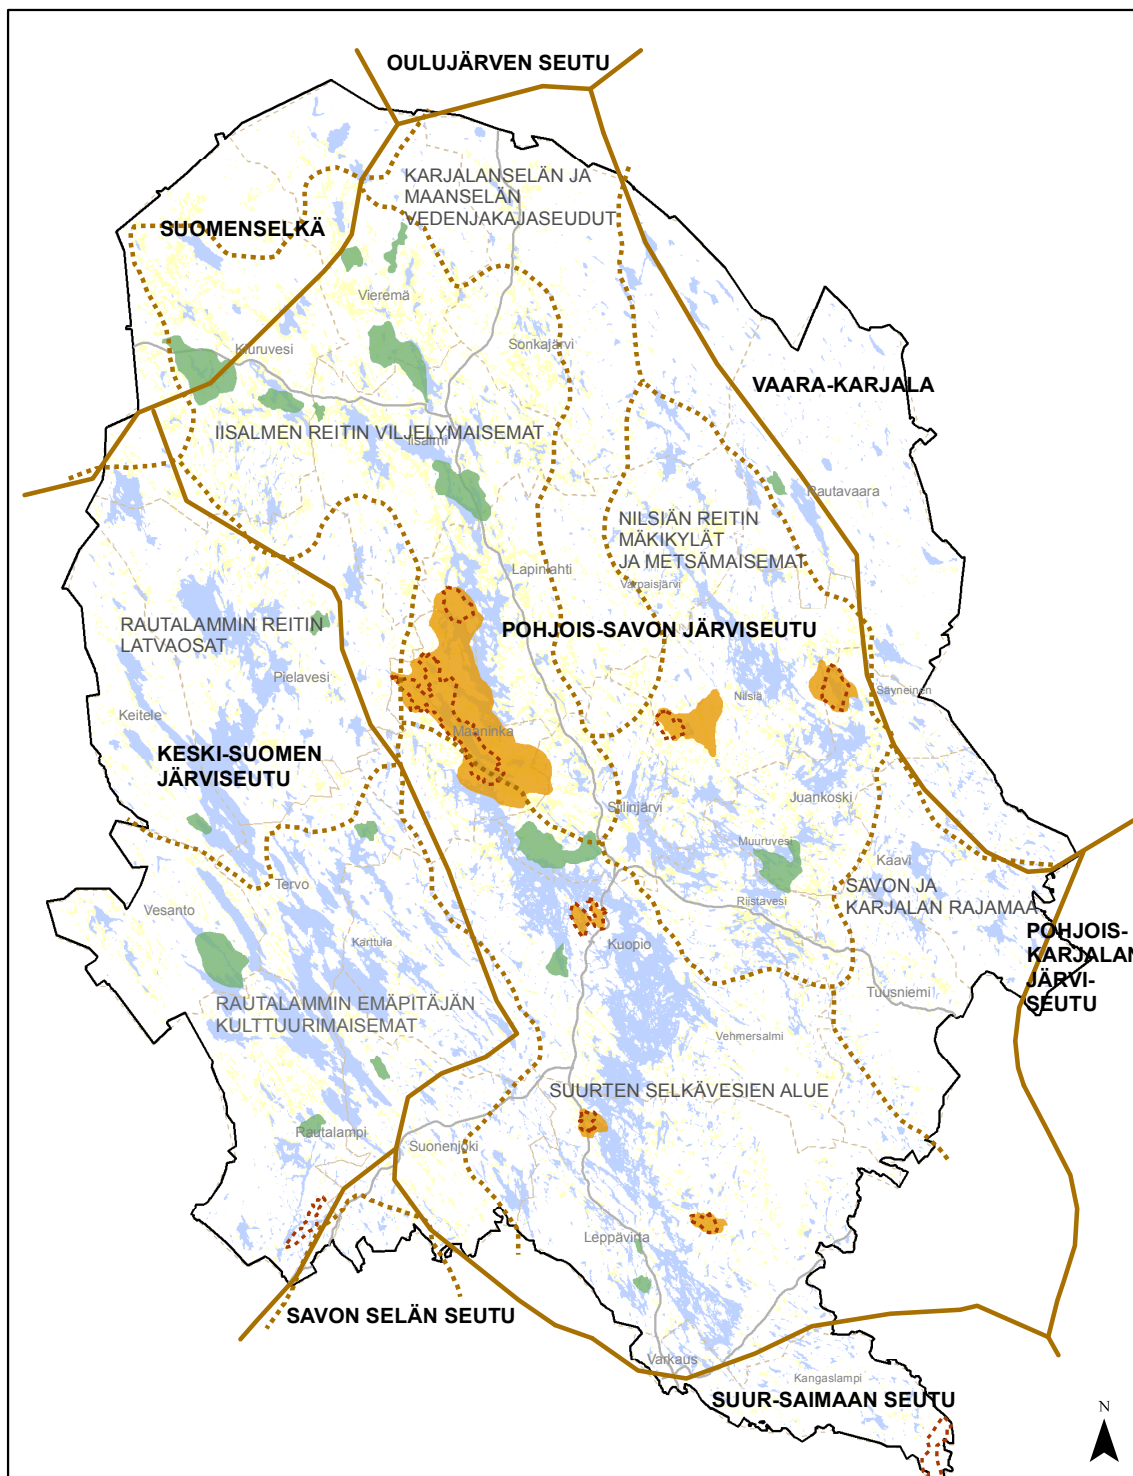 OULUJÄRVEN SEUTU
KARJALANSELÄN JA
MAANSELÄN
VEDENJAKAJASEUDUT
SUOMENSELKÄ
Vieremä
Sonkajärvi
Kiuruvesi
VAARA-KARJALA
IISALMEN REITIN VILJELYMAISEMAT
Iisalmi
Rautavaara
NILSIÄN REITIN
MÄKIKYLÄT
JA METSÄMAISEMAT
Lapinlahti
Varpaisjärvi
RAUTALAMMIN REITIN
LATVAOSAT
POHJOIS-SAVON JÄRVISEUTU
Pielavesi
Keitele
Nilsiä
Säyneinen
Maaninka
KESKI-SUOMEN
JÄRVISEUTU
Juankoski
Siilinjärvi
Muuruvesi
Kaavi
Tervo
SAVON JA
KARJALAN RAJAMAA
Vesanto
Riistavesi
Karttula
Kuopio
POHJOIS-
KARJALAN
JÄRVI-
SEUTU
Tuusniemi
RAUTALAMMIN EMÄPITÄJÄN
KULTTUURIMAISEMAT
Vehmersalmi
SUURTEN SELKÄVESIEN ALUE
Rautalampi
Suonenjoki
Leppävirta
SAVON SELÄN SEUTU
Varkaus
Kangaslampi
SUUR-SAIMAAN SEUTU
N